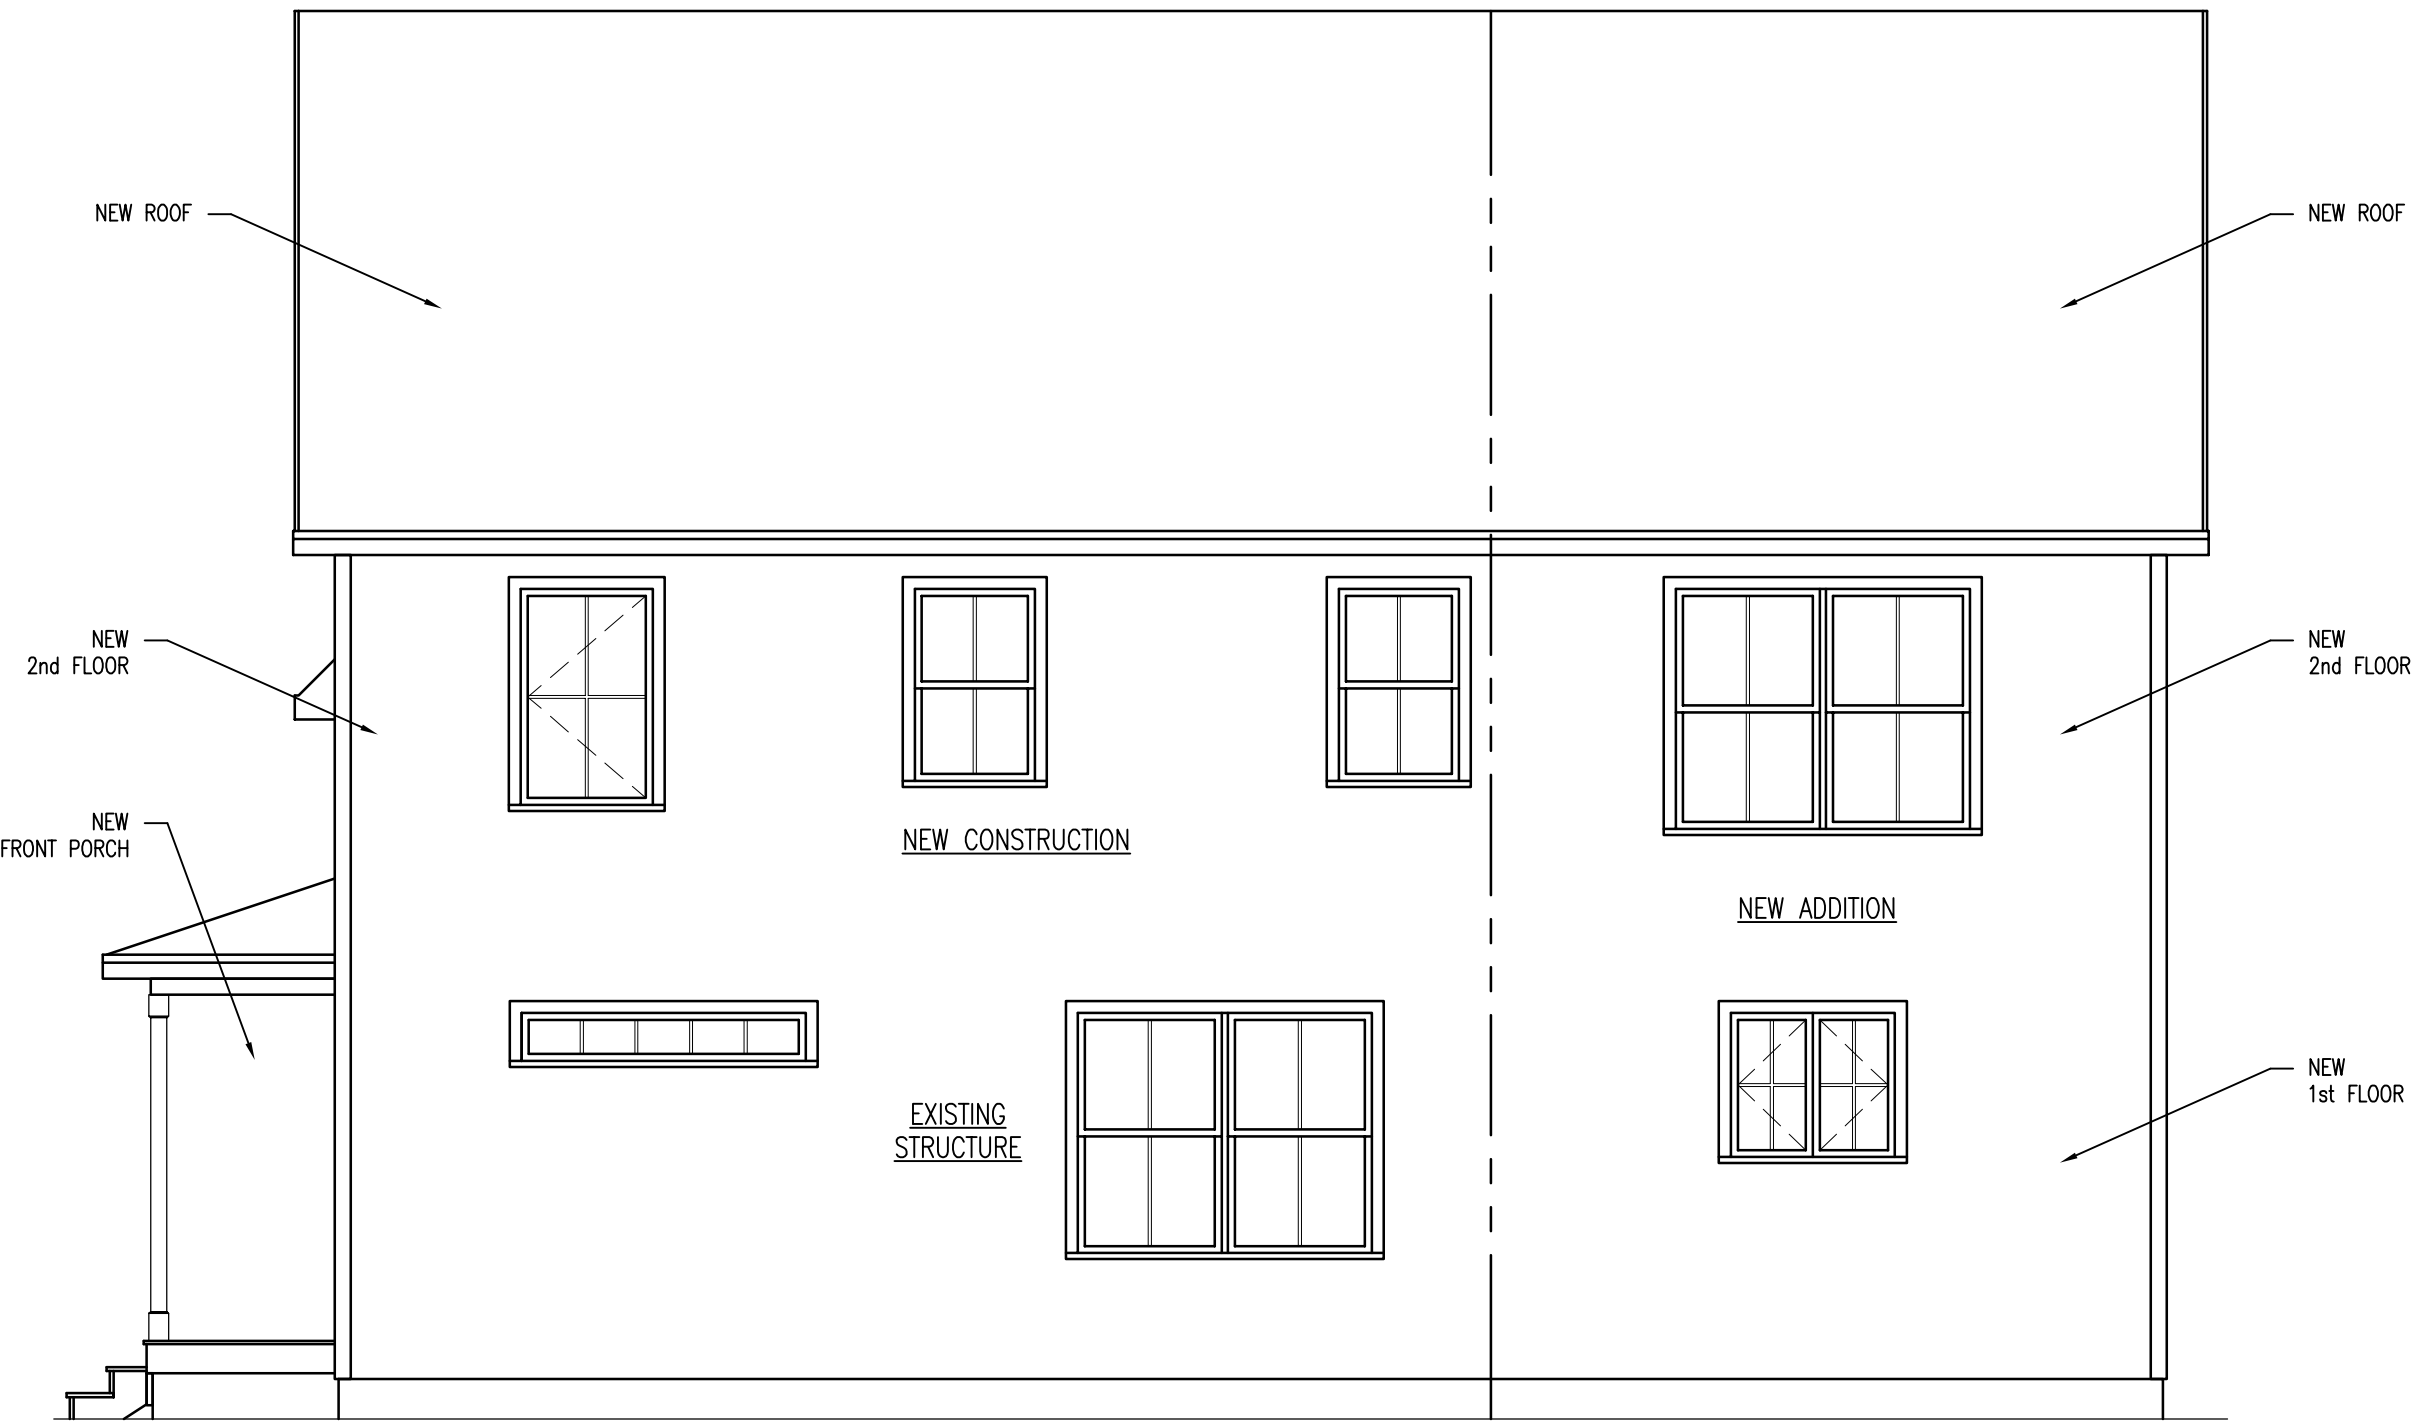 NEW ROOF
NEW ROOF
NEW
2nd FLOOR
NEW
2nd FLOOR
NEW
FRONT PORCH
NEW CONSTRUCTION
NEW ADDITION
EXISTING
STRUCTURE
NEW
1st FLOOR